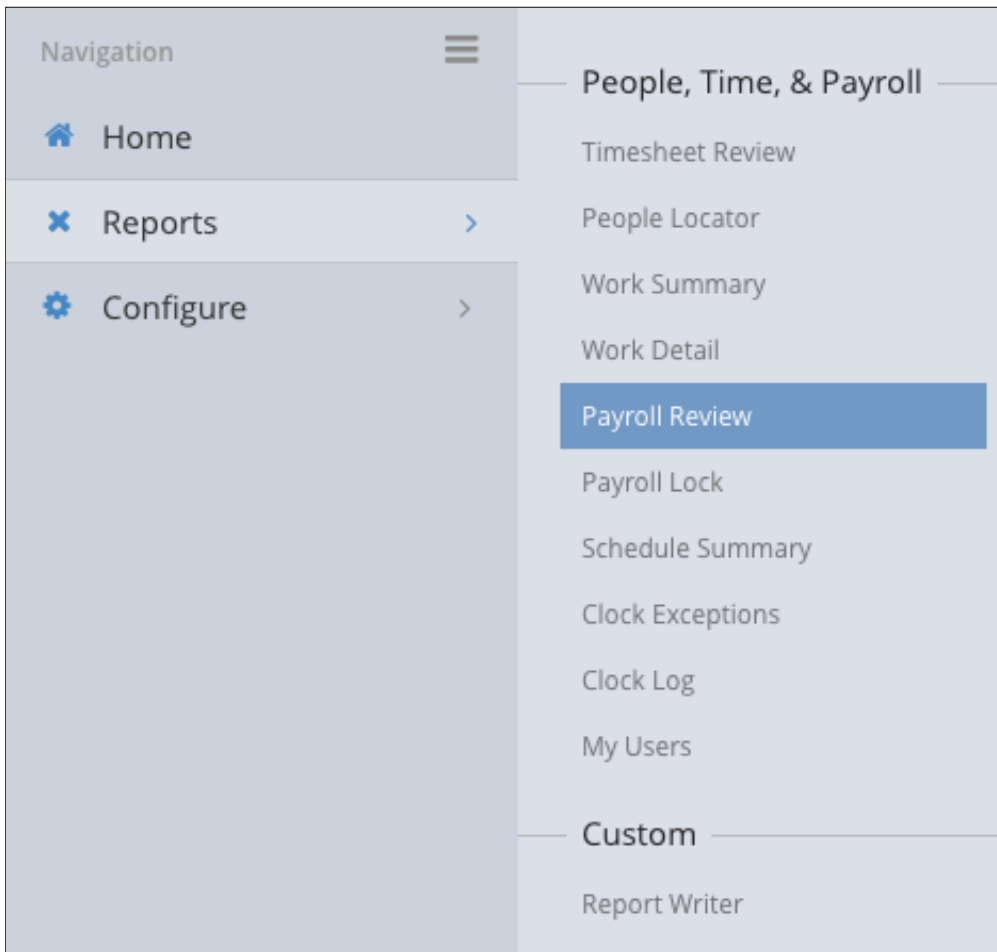 Navigation
Home
Reports
Configure
People, Time, & Payroll
Timesheet Review
People Locator
Work Summary
Work Detail
Payroll Review
Payroll Lock
Schedule Summary
Clock Exceptions
Clock Log
My Users
Custom
Report Writer